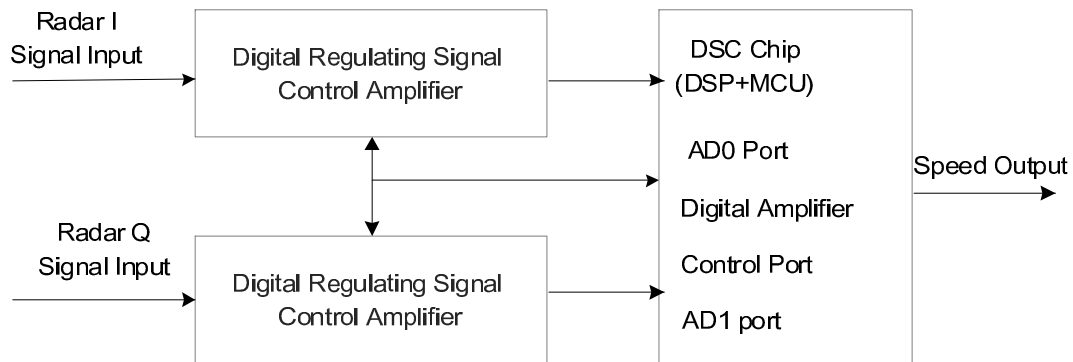 Radar I
Signal Input
Digital Regulating Signal
Control Amplifier
DSC Chip
(DSP+MCU)
AD0 Port
Digital Amplifier
Control Port
AD1 port
Speed Output
Radar Q
Signal Input
Digital Regulating Signal
Control Amplifier